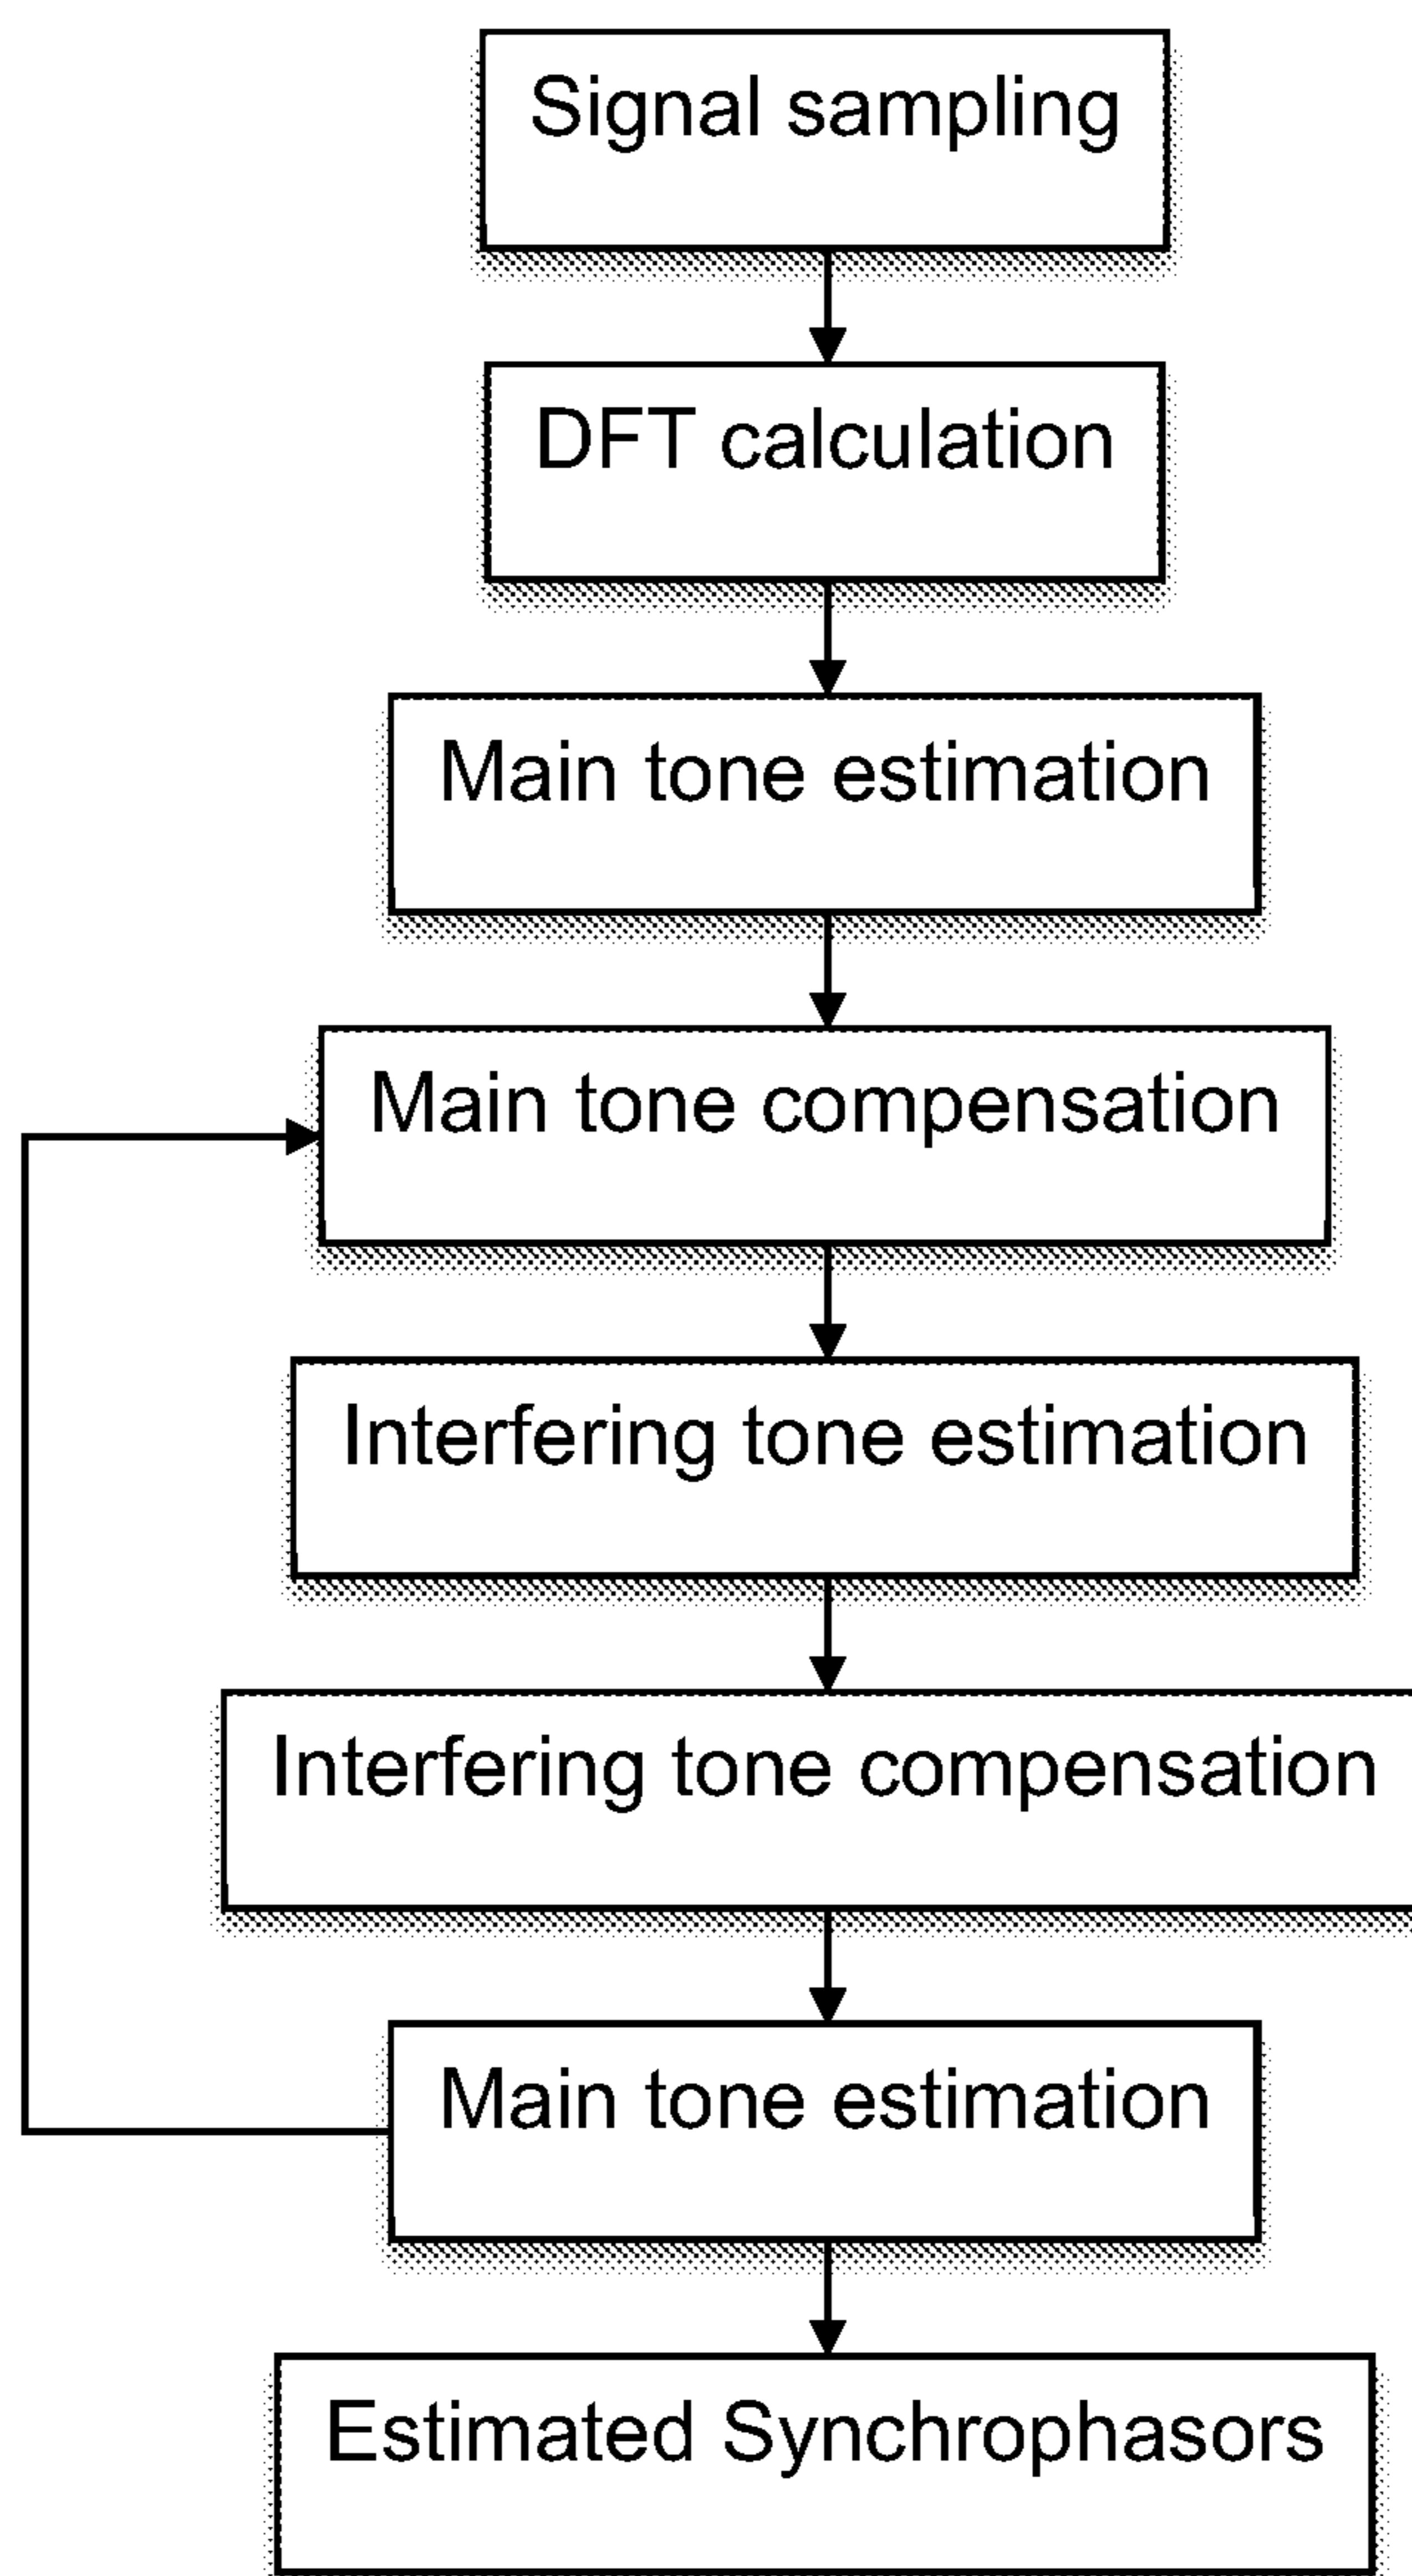 Signal sampling
DFT calculation
Main tone estimation
Main tone compensation
Interfering tone estimation
Interfering tone compensation
Main tone estimation
Estimated Synchrophasors